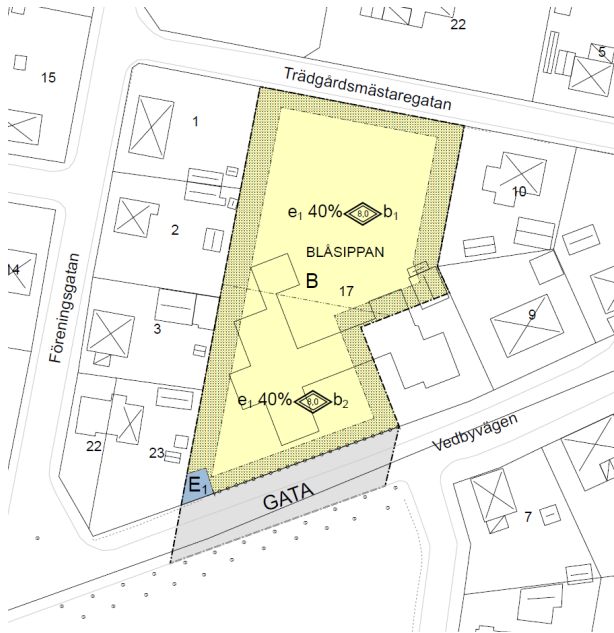 22
5
15
Trädgårdsmästaregatan
1
10
e₁ 40% 8,0 b₁
2
BLÅSIPPAN
14
B
17
Föreningsgatan
3
9
e₁ 40% 8,0 b₂
22
23
Vedbyvägen
E₁
GATA
7